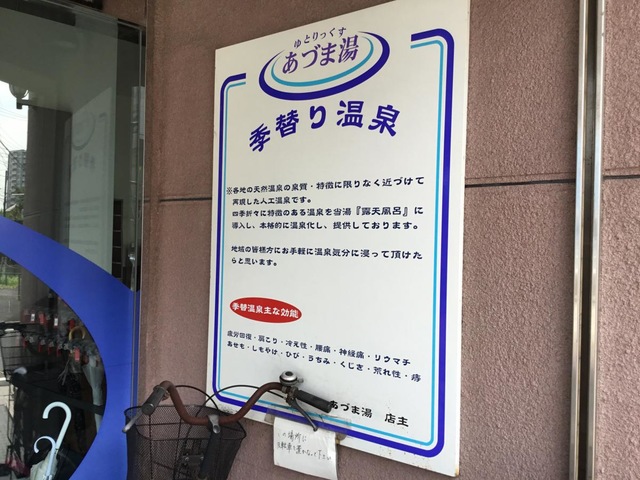 ゆとりっくす
あづま湯
季替り温泉
※各地の天然温泉の泉質・特徴に限りなく近づけて
再現した人工温泉です。
四季折々に特徴のある温泉を当湯『露天風呂』に
導入し、本格的に温泉化し、提供しております。
地域の皆様方にお手軽に温泉気分に浸って頂けた
らと思います。
季替温泉主な効能
疲労回復・肩こり・冷え性・腰痛・神経痛・リウマチ
あせも・しもやけ・ひび・うちみ・くじき・荒れ性・痔
あづま湯 店主
場所に